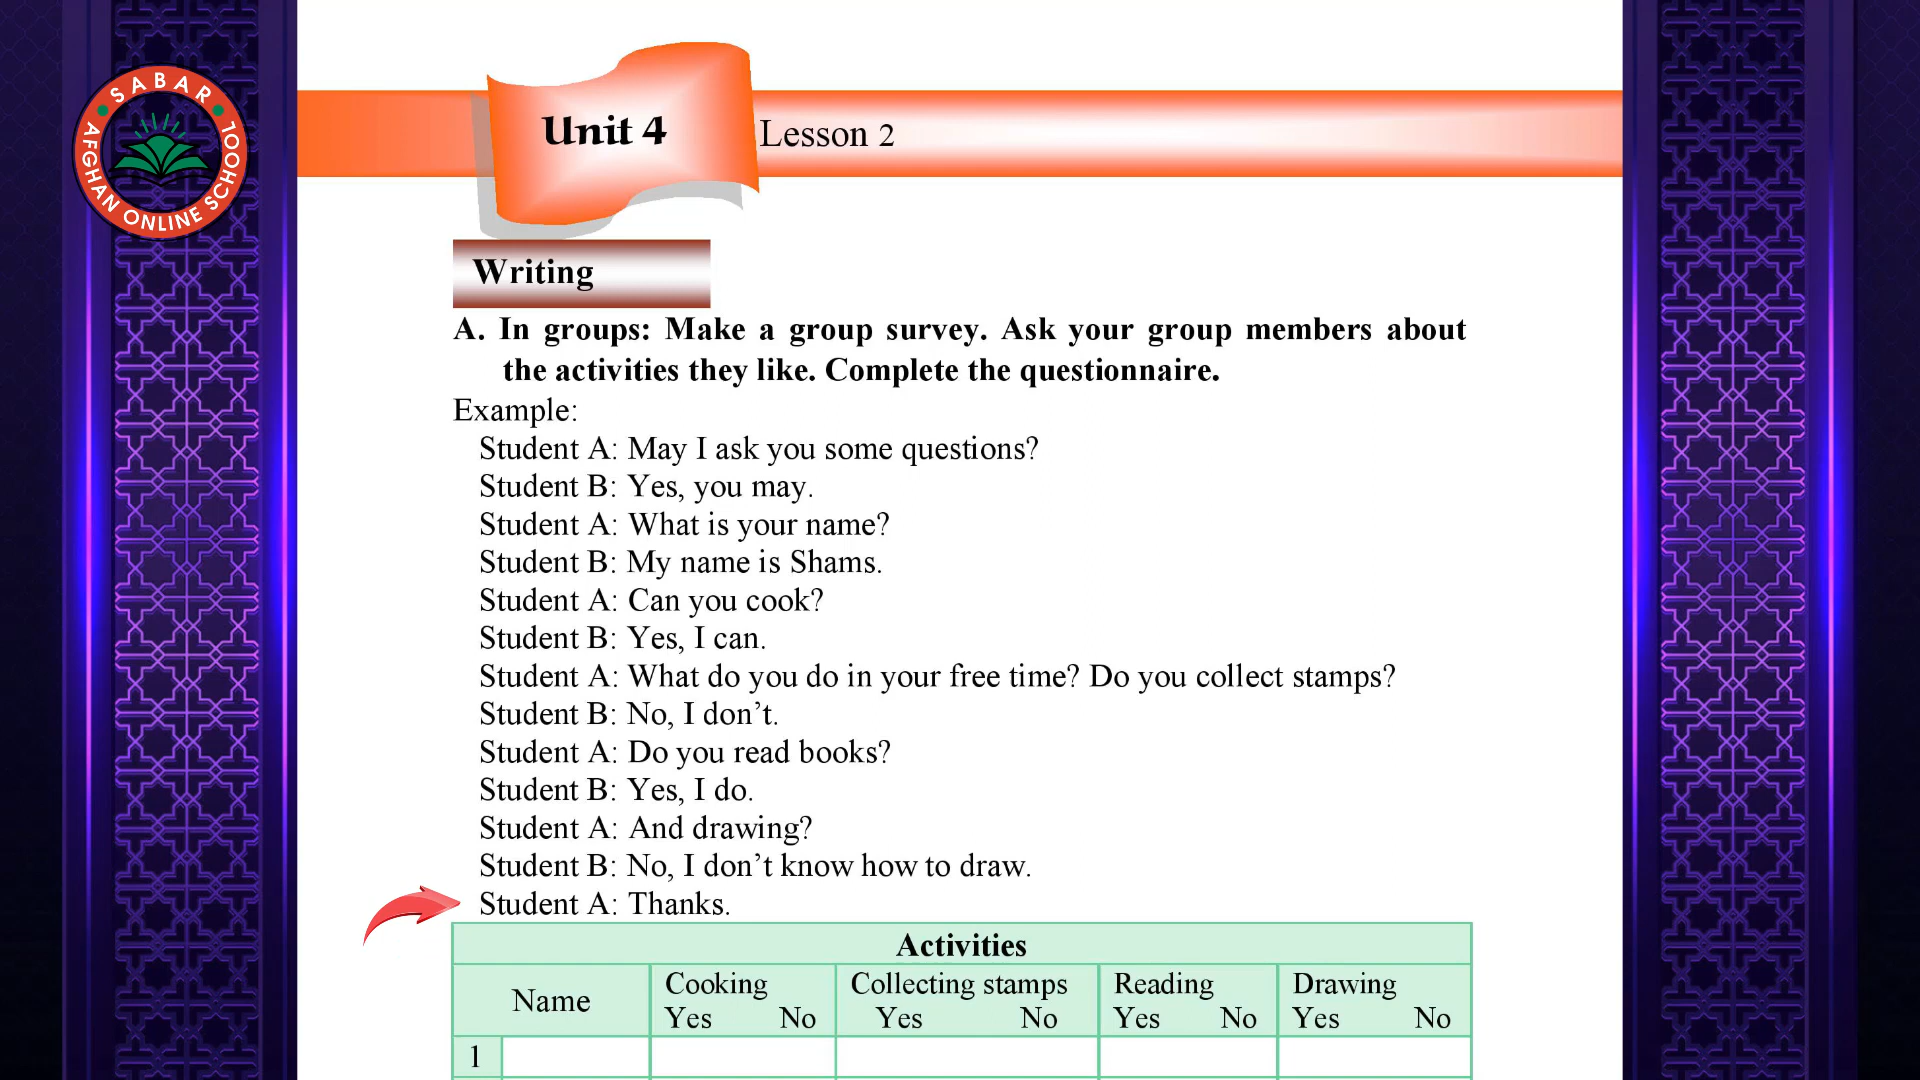 SABAR
AFGHAN ONLINE SCHOOL
Unit 4
Lesson 2
Writing
A. In groups: Make a group survey. Ask your group members about
the activities they like. Complete the questionnaire.
Example:
Student A: May I ask you some questions?
Student B: Yes, you may.
Student A: What is your name?
Student B: My name is Shams.
Student A: Can you cook?
Student B: Yes, I can.
Student A: What do you do in your free time? Do you collect stamps?
Student B: No, I don’t.
Student A: Do you read books?
Student B: Yes, I do.
Student A: And drawing?
Student B: No, I don’t know how to draw.
Student A: Thanks.
Activities
Name
Cooking
Yes No
Collecting stamps
Yes No
Reading
Yes No
Drawing
Yes No
1